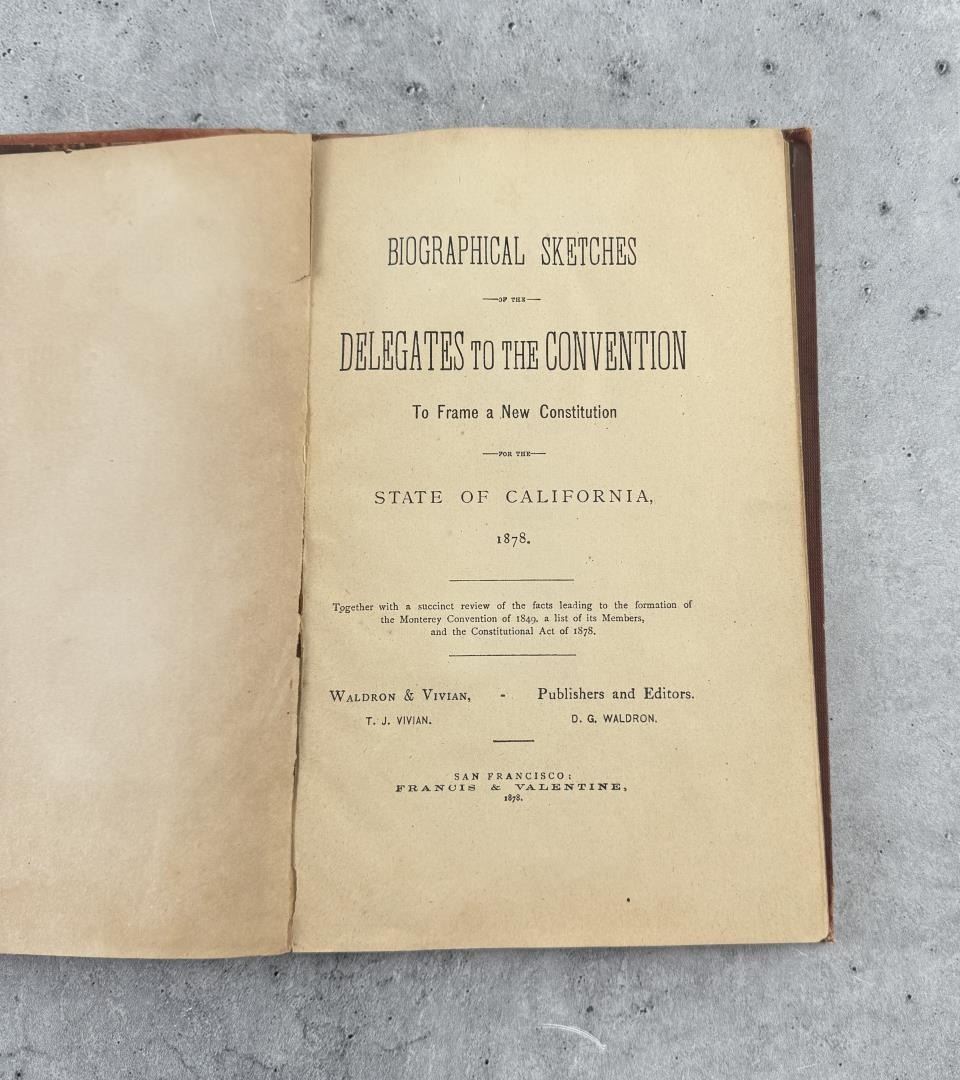 BIOGRAPHICAL SKETCHES
—OF THE—
DELEGATES TO THE CONVENTION
To Frame a New Constitution
—FOR THE—
STATE OF CALIFORNIA,
1878.
Together with a succinct review of the facts leading to the formation of
the Monterey Convention of 1849, a list of its Members,
and the Constitutional Act of 1878.
WALDRON & VIVIAN, - Publishers and Editors.
T. J. VIVIAN. D. G. WALDRON.
SAN FRANCISCO:
FRANCIS & VALENTINE,
1878.